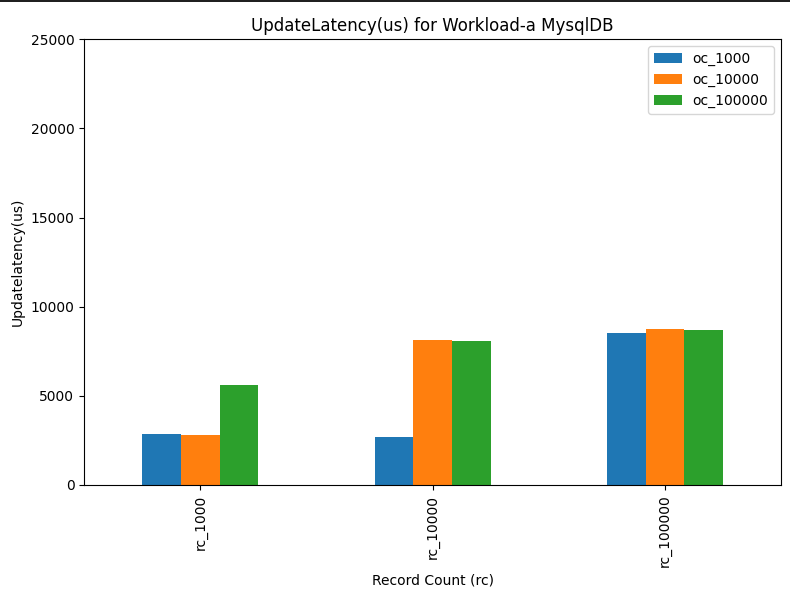 UpdateLatency(us) for Workload-a MysqlDB
oc_1000
oc_10000
oc_100000
Updatelatency(us)
25000
20000
15000
10000
5000
0
rc_1000
rc_10000
rc_100000
Record Count (rc)